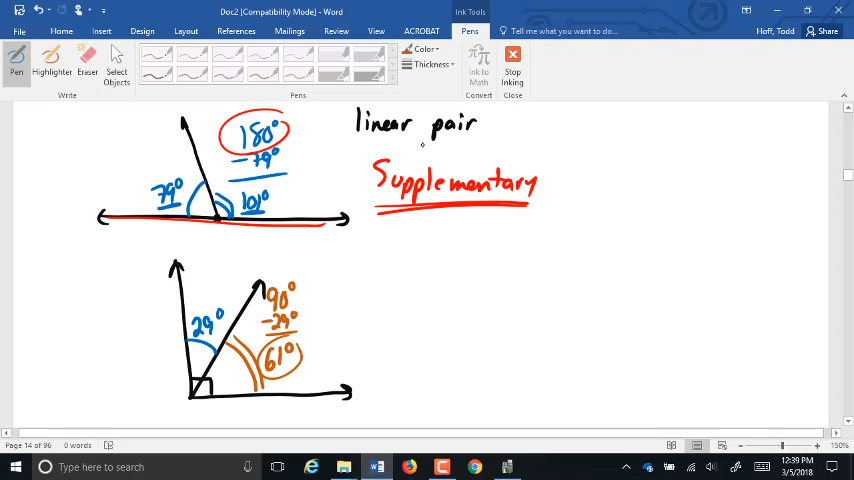 Doc2 [Compatibility Mode] - Word
Ink Tools
Hoff, Todd
File Home Insert Design Layout References Mailings Review View ACROBAT Pens Tell me what you want to do... Share
Pen Highlighter Eraser Select Objects
Color
Thickness
Ink to Math
Stop Inking
Write Pens Convert Close
180°
linear pair
-79°
Supplementary
79° 101°
90°
29° -29°
61°
Page 14 of 96 0 words 150%
Type here to search
12:39 PM
3/5/2018